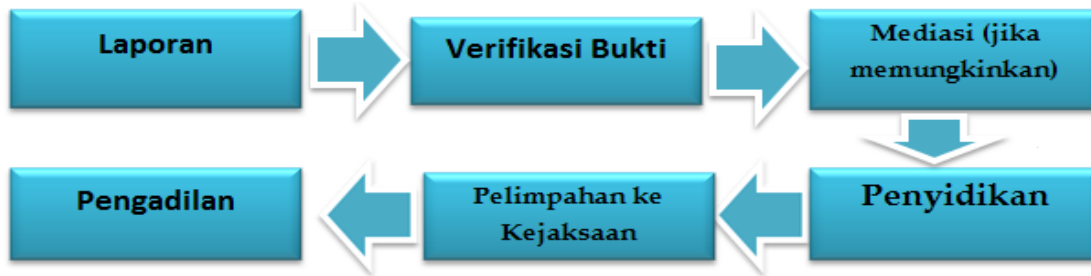 Laporan
Verifikasi Bukti
Mediasi (jika
memungkinkan)
Penyidikan
Pelimpahan ke
Kejaksaan
Pengadilan